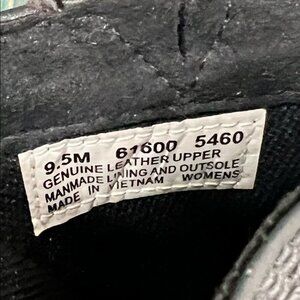 9.5M 61600 5460
GENUINE LEATHER UPPER
MANMADE LINING AND OUTSOLE
MADE IN VIETNAM WOMENS